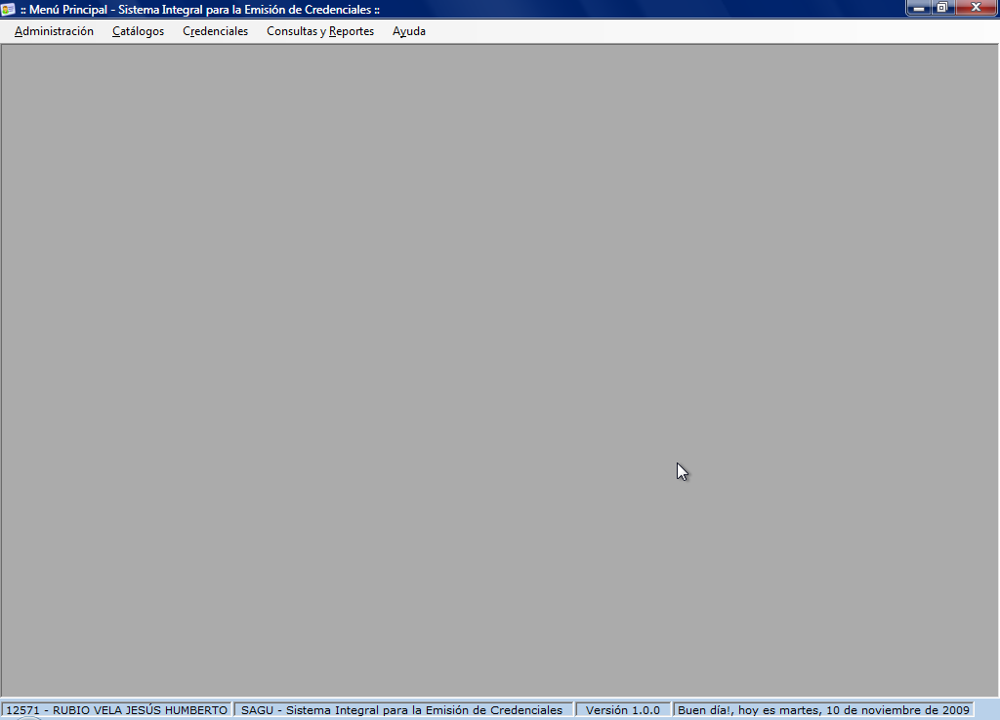 :: Menú Principal - Sistema Integral para la Emisión de Credenciales ::
Administración Catálogos Credenciales Consultas y Reportes Ayuda
12571 - RUBIO VELA JESÚS HUMBERTO SAGU - Sistema Integral para la Emisión de Credenciales Versión 1.0.0 Buen día!, hoy es martes, 10 de noviembre de 2009